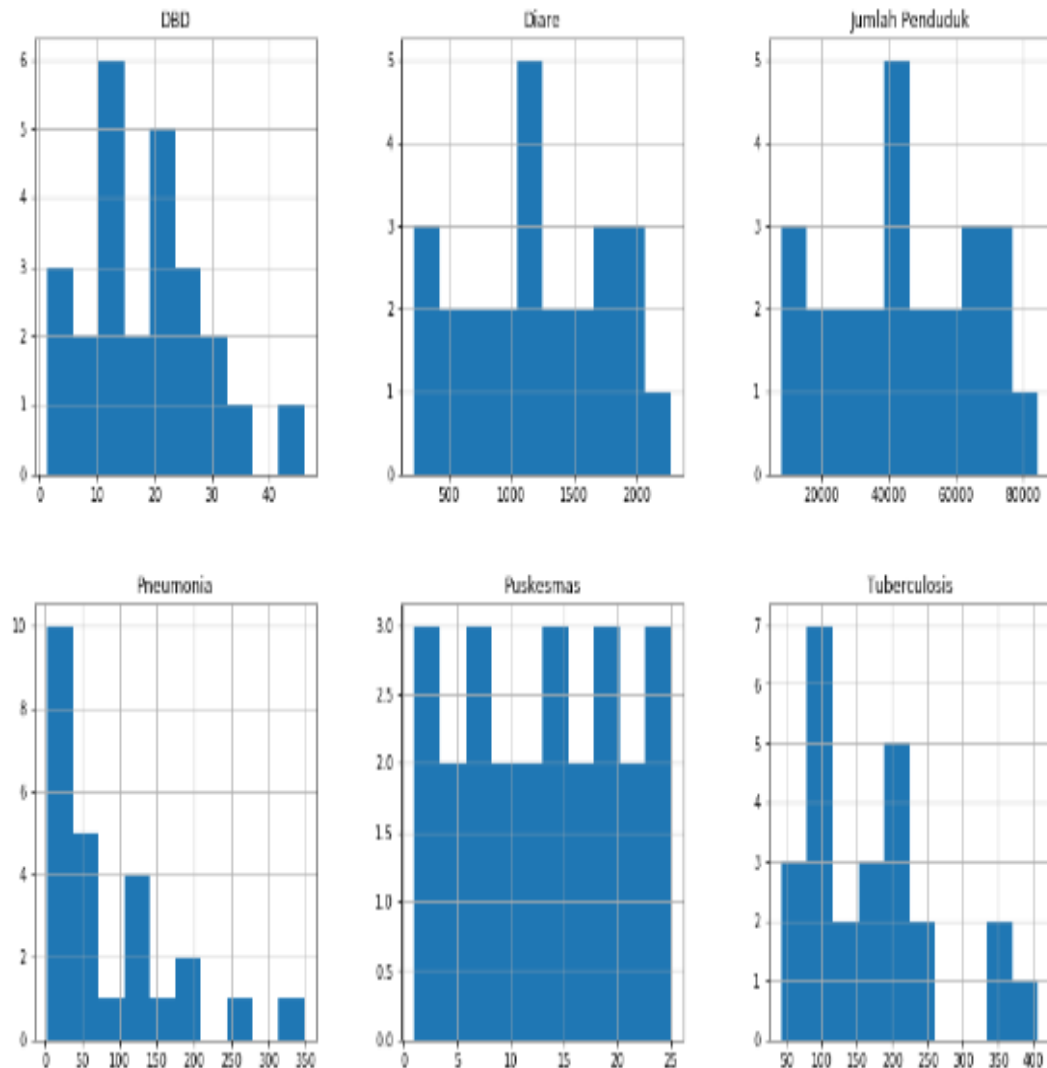 DBD Diare Jumlah Penduduk
6 5 5
5 4 4
4 3 3
3 2 2
2 1 1
1 0 0
0
0 10 20 30 40 500 1000 1500 2000 20000 40000 60000 80000
Pneumonia Puskesmas Tuberculosis
10 3.0 7
8 2.5 6
6 2.0 5
4 1.5 4
2 1.0 3
0 0.5 2
0.0 1
0
0 50 100 150 200 250 300 350 0 5 10 15 20 25 50 100 150 200 250 300 350 400